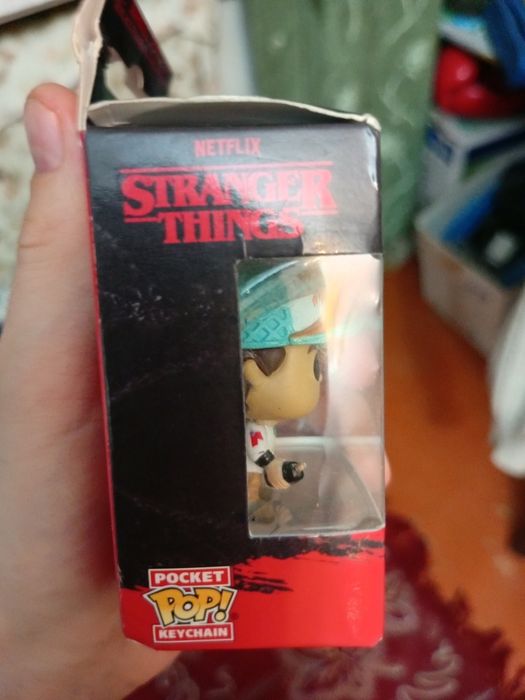 NETFLIX
STRANGER
THINGS
POCKET
POP!
KEYCHAIN